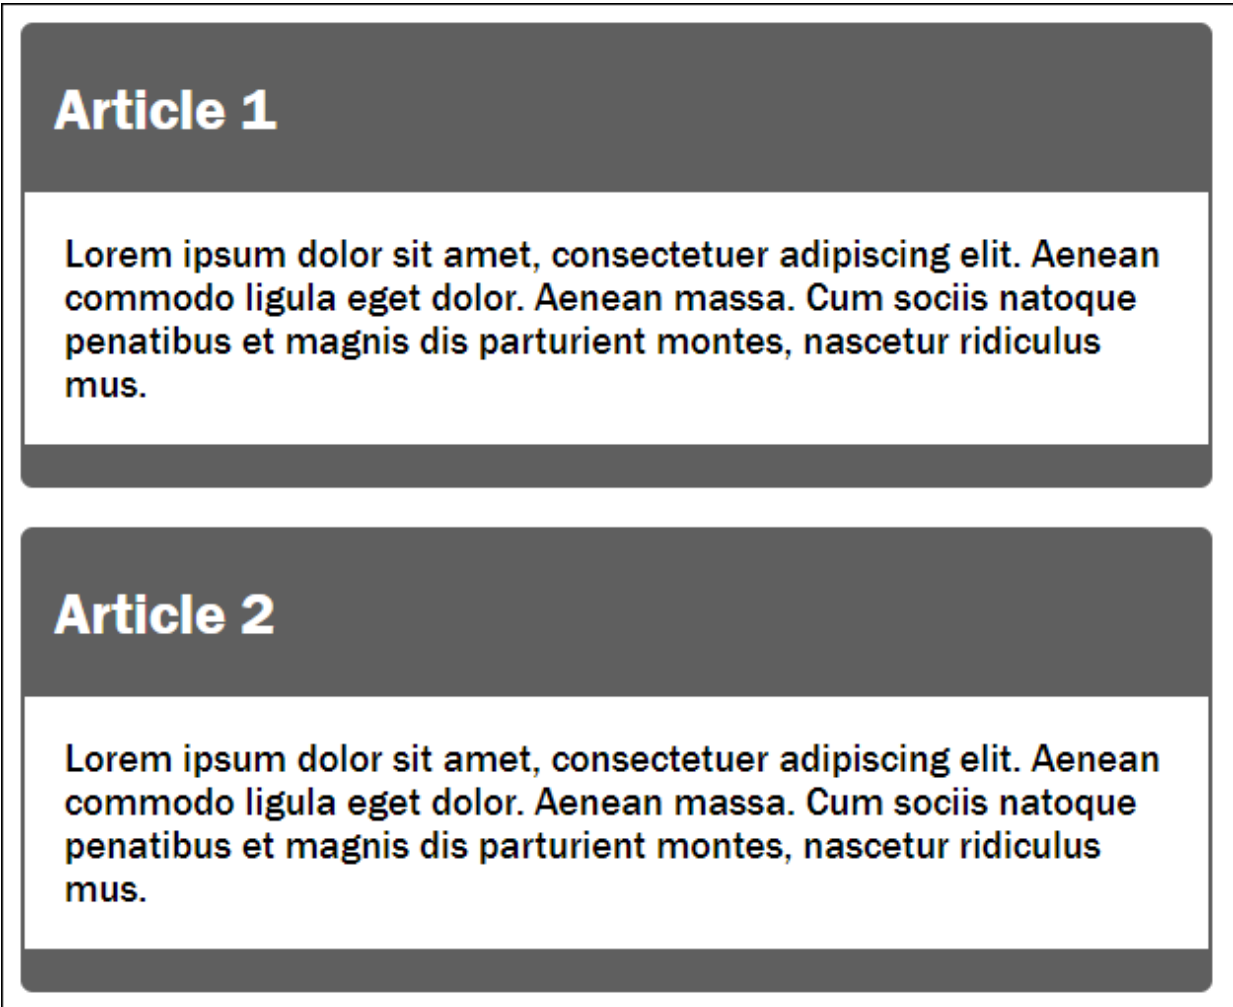 Article 1
Lorem ipsum dolor sit amet, consectetuer adipiscing elit. Aenean
commodo ligula eget dolor. Aenean massa. Cum sociis natoque
penatibus et magnis dis parturient montes, nascetur ridiculus
mus.
Article 2
Lorem ipsum dolor sit amet, consectetuer adipiscing elit. Aenean
commodo ligula eget dolor. Aenean massa. Cum sociis natoque
penatibus et magnis dis parturient montes, nascetur ridiculus
mus.